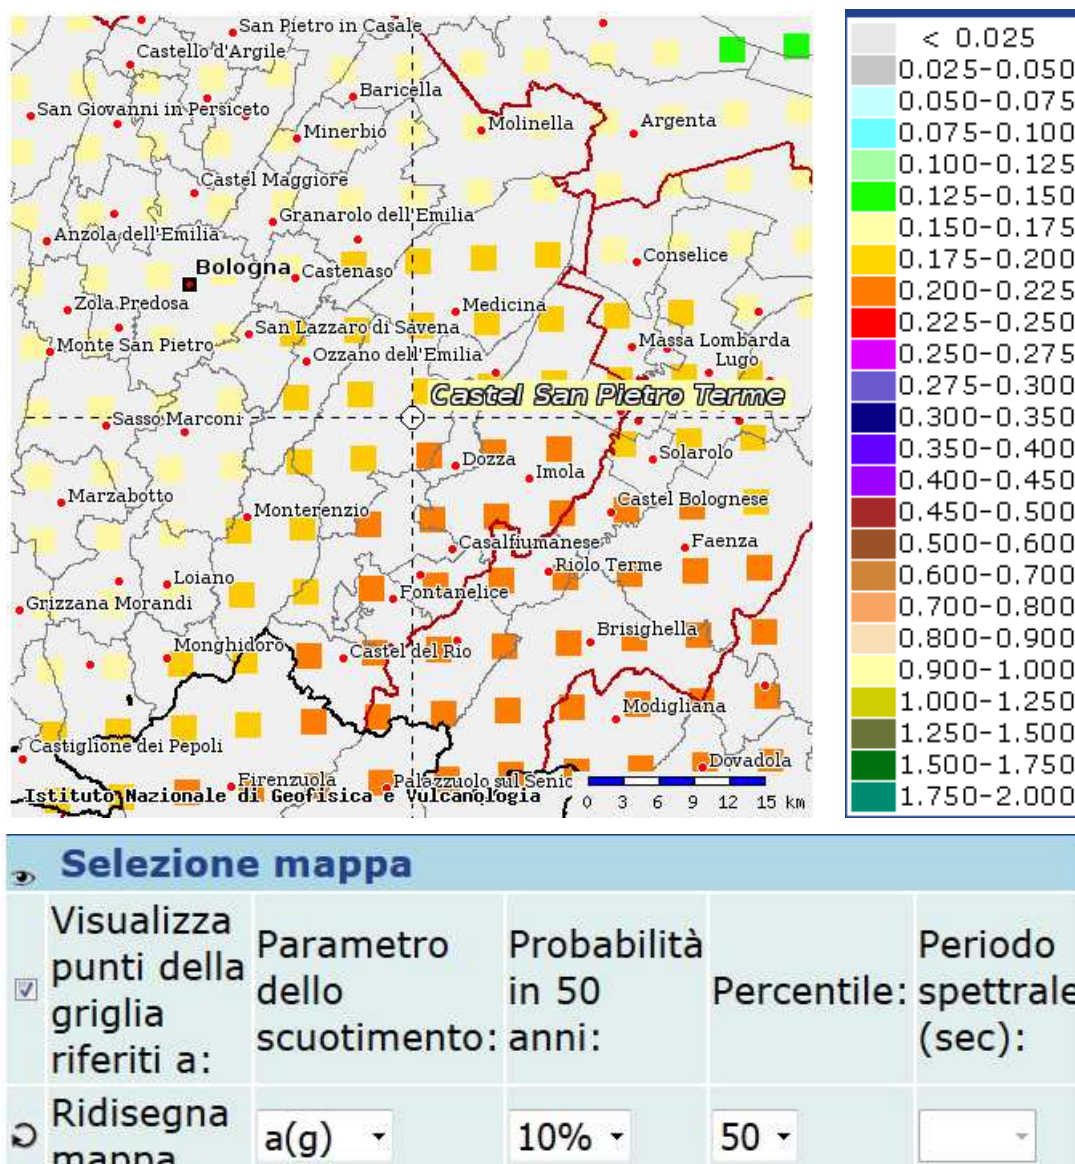 San Pietro in Casale
Castello d'Argile
Baricella
San Giovanni in Persiceto
Minerbio
Molinella
Argenta
Castel Maggiore
Granarolo dell'Emilia
Anzola dell'Emilia
Conselice
Bologna
Castenaso
Zola Predosa
Medicina
San Lazzaro di Savena
Monte San Pietro
Ozzano dell'Emilia
Massa Lombarda
Lugo
Castel San Pietro Terme
Sasso Marconi
Dozza
Solarolo
Imola
Marzabotto
Castel Bolognese
Monterenzio
Casalfiumanese
Faenza
Loiano
Riolo Terme
Fontanelice
Grizzana Morandi
Brisighella
Monghidoro
Castel del Rio
Modigliana
Castiglione dei Pepoli
Dovadola
Firenzuola
Palazzuolo sul Senio
Istituto Nazionale di Geofisica e Vulcanologia
0 3 6 9 12 15 km
< 0.025
0.025-0.050
0.050-0.075
0.075-0.100
0.100-0.125
0.125-0.150
0.150-0.175
0.175-0.200
0.200-0.225
0.225-0.250
0.250-0.275
0.275-0.300
0.300-0.350
0.350-0.400
0.400-0.450
0.450-0.500
0.500-0.600
0.600-0.700
0.700-0.800
0.800-0.900
0.900-1.000
1.000-1.250
1.250-1.500
1.500-1.750
1.750-2.000
Selezione mappa
Visualizza
punti della
griglia
riferiti a:
Parametro
dello
scuotimento:
Probabilità
in 50
anni:
Percentile:
Periodo
spettrale
(sec):
Ridisegna
mappa
a(g)
10%
50